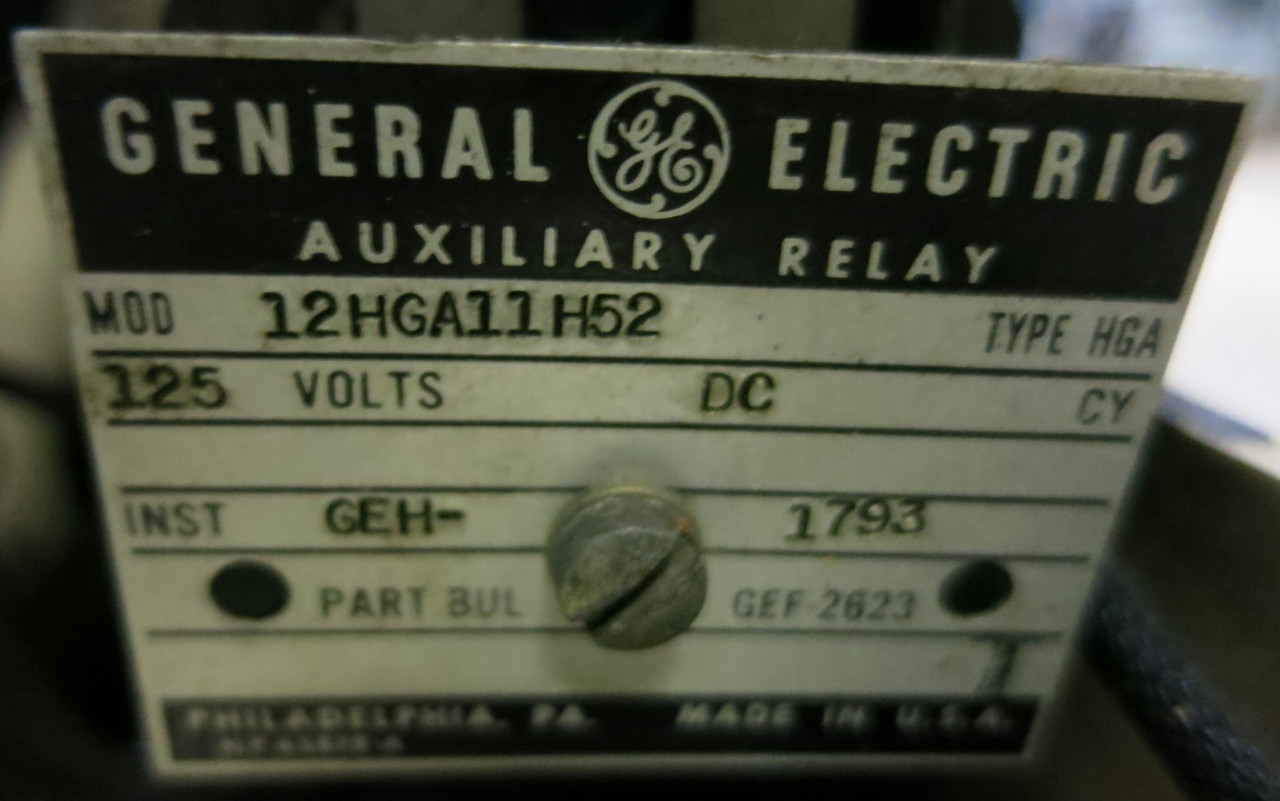 GENERAL GE ELECTRIC
AUXILIARY RELAY
MOD 12HGA11H52 TYPE HGA
125 VOLTS DC CY
INST GEH- 1793
PART BUL GEF-2623
PHILADELPHIA, PA. MADE IN U.S.A.